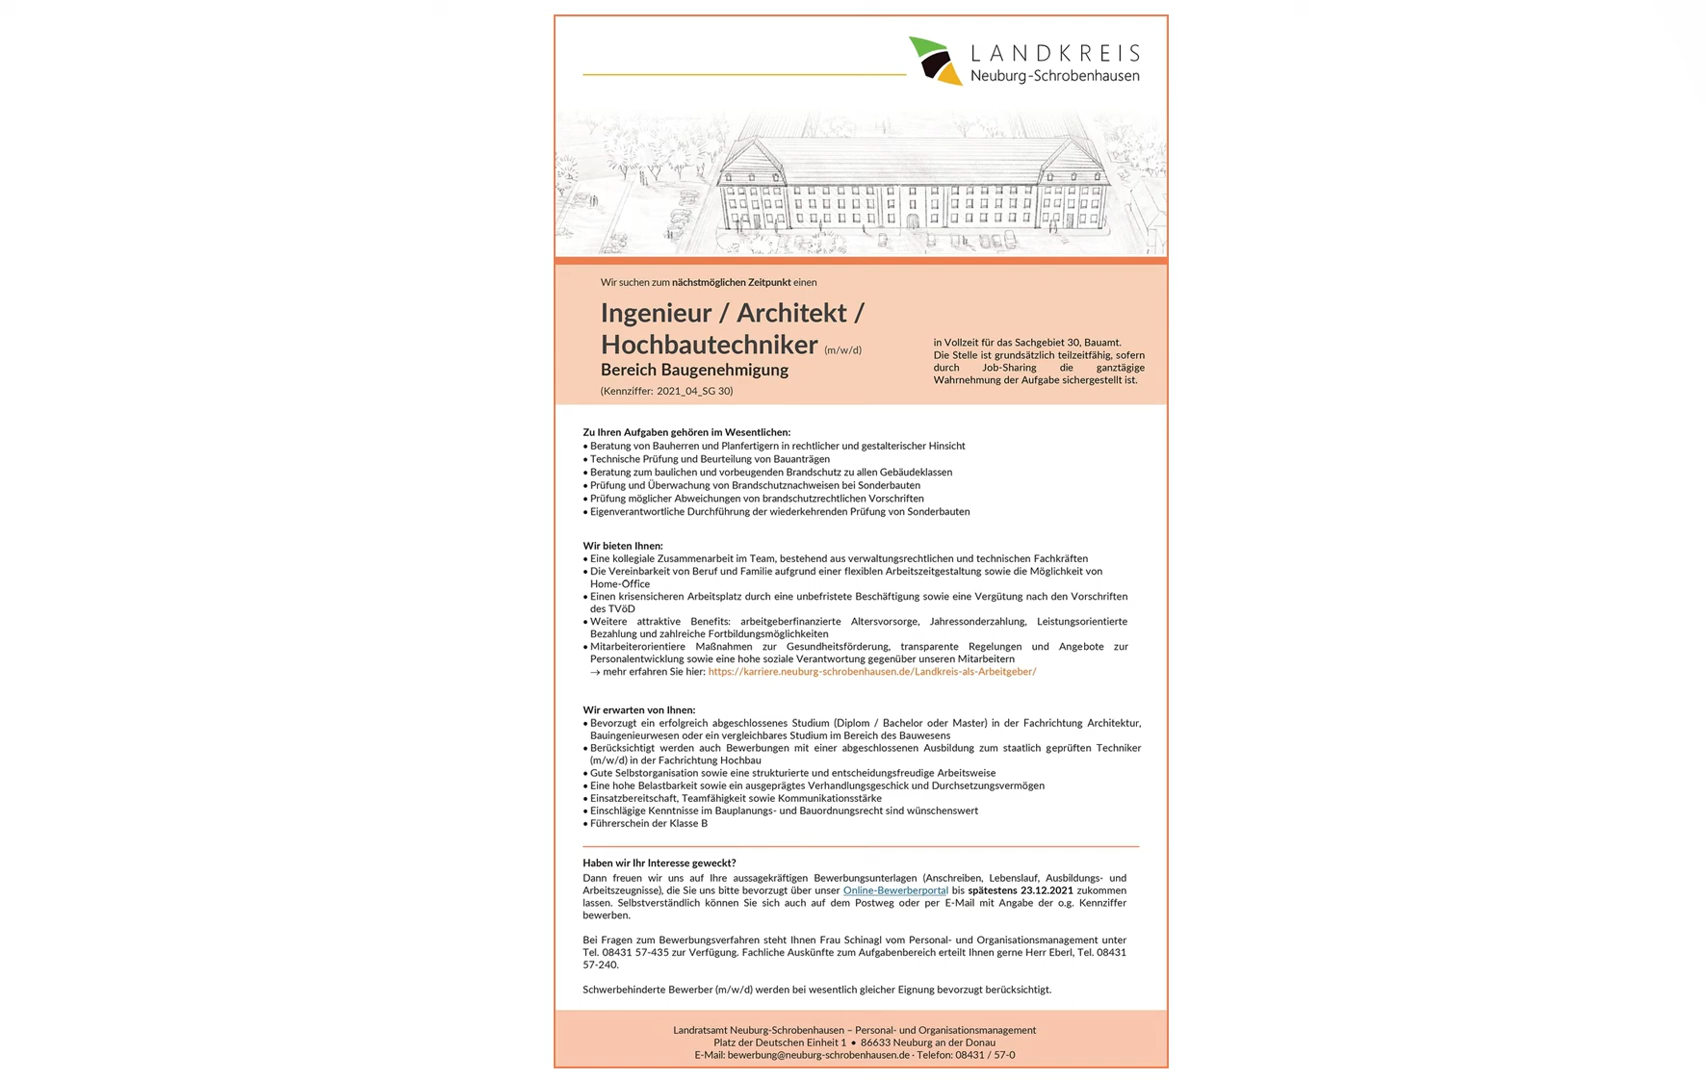 LANDKREIS
Neuburg-Schrobenhausen
Wir suchen zum nächstmöglichen Zeitpunkt einen
Ingenieur / Architekt /
Hochbautechniker (m/w/d)
Bereich Baugenehmigung
(Kennziffer: 2021_04_SG 30)
in Vollzeit für das Sachgebiet 30, Bauamt.
Die Stelle ist grundsätzlich teilzeitfähig, sofern
durch Job-Sharing die ganztägige
Wahrnehmung der Aufgabe sichergestellt ist.
Zu Ihren Aufgaben gehören im Wesentlichen:
• Beratung von Bauherren und Planfertigern in rechtlicher und gestalterischer Hinsicht
• Technische Prüfung und Beurteilung von Bauanträgen
• Beratung zum baulichen und vorbeugenden Brandschutz zu allen Gebäudeklassen
• Prüfung und Überwachung von Brandschutznachweisen bei Sonderbauten
• Prüfung möglicher Abweichungen von brandschutzrechtlichen Vorschriften
• Eigenverantwortliche Durchführung der wiederkehrenden Prüfung von Sonderbauten
Wir bieten Ihnen:
• Eine kollegiale Zusammenarbeit im Team, bestehend aus verwaltungsrechtlichen und technischen Fachkräften
• Die Vereinbarkeit von Beruf und Familie aufgrund einer flexiblen Arbeitszeitgestaltung sowie die Möglichkeit von
Home-Office
• Einen krisensicheren Arbeitsplatz durch eine unbefristete Beschäftigung sowie eine Vergütung nach den Vorschriften
des TVöD
• Weitere attraktive Benefits: arbeitgeberfinanzierte Altersvorsorge, Jahressonderzahlung, Leistungsorientierte
Bezahlung und zahlreiche Fortbildungsmöglichkeiten
• Mitarbeiterorientiere Maßnahmen zur Gesundheitsförderung, transparente Regelungen und Angebote zur
Personalentwicklung sowie eine hohe soziale Verantwortung gegenüber unseren Mitarbeitern
→ mehr erfahren Sie hier: https://karriere.neuburg-schrobenhausen.de/Landkreis-als-Arbeitgeber/
Wir erwarten von Ihnen:
• Bevorzugt ein erfolgreich abgeschlossenes Studium (Diplom / Bachelor oder Master) in der Fachrichtung Architektur,
Bauingenieurwesen oder ein vergleichbares Studium im Bereich des Bauwesens
• Berücksichtigt werden auch Bewerbungen mit einer abgeschlossenen Ausbildung zum staatlich geprüften Techniker
(m/w/d) in der Fachrichtung Hochbau
• Gute Selbstorganisation sowie eine strukturierte und entscheidungsfreudige Arbeitsweise
• Eine hohe Belastbarkeit sowie ein ausgeprägtes Verhandlungsgeschick und Durchsetzungsvermögen
• Einsatzbereitschaft, Teamfähigkeit sowie Kommunikationsstärke
• Einschlägige Kenntnisse im Bauplanungs- und Bauordnungsrecht sind wünschenswert
• Führerschein der Klasse B
Haben wir Ihr Interesse geweckt?
Dann freuen wir uns auf Ihre aussagekräftigen Bewerbungsunterlagen (Anschreiben, Lebenslauf, Ausbildungs- und
Arbeitszeugnisse), die Sie uns bitte bevorzugt über unser Online-Bewerberportal bis spätestens 23.12.2021 zukommen
lassen. Selbstverständlich können Sie sich auch auf dem Postweg oder per E-Mail mit Angabe der o.g. Kennziffer
bewerben.
Bei Fragen zum Bewerbungsverfahren steht Ihnen Frau Schinagl vom Personal- und Organisationsmanagement unter
Tel. 08431 57-435 zur Verfügung. Fachliche Auskünfte zum Aufgabenbereich erteilt Ihnen gerne Herr Eberl, Tel. 08431
57-240.
Schwerbehinderte Bewerber (m/w/d) werden bei wesentlich gleicher Eignung bevorzugt berücksichtigt.
Landratsamt Neuburg-Schrobenhausen – Personal- und Organisationsmanagement
Platz der Deutschen Einheit 1 • 86633 Neuburg an der Donau
E-Mail: bewerbung@neuburg-schrobenhausen.de · Telefon: 08431 / 57-0